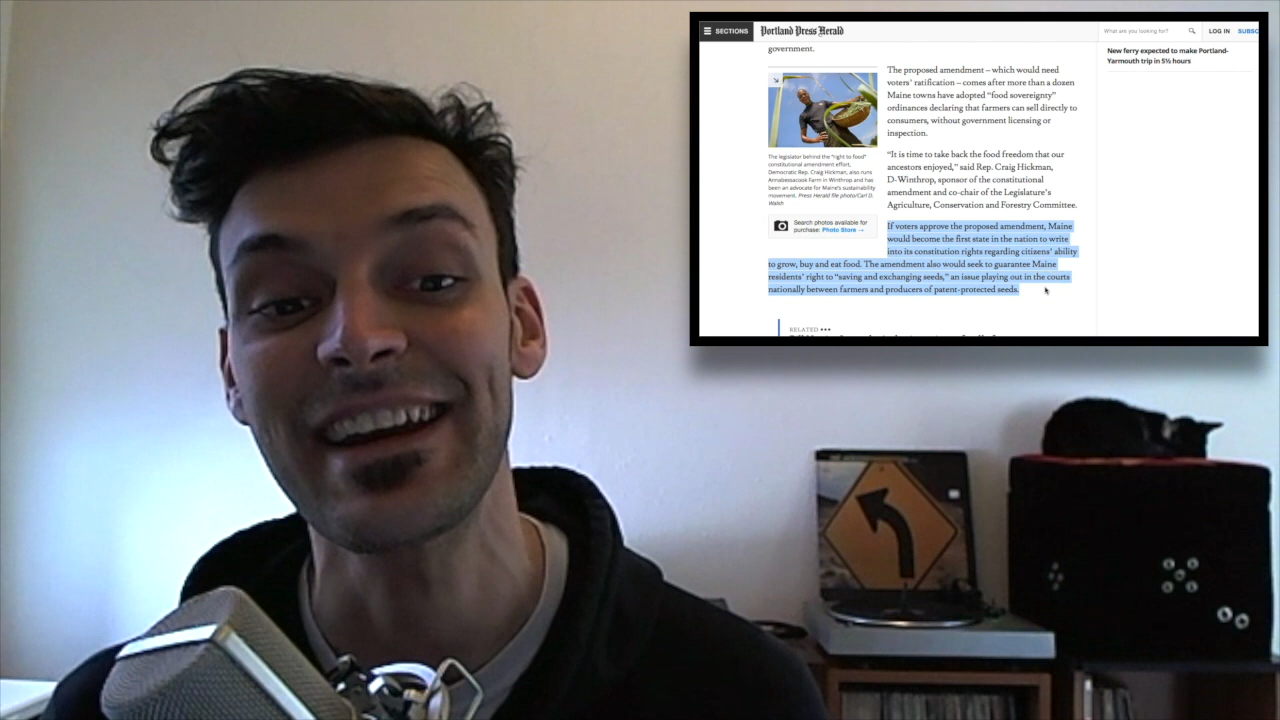 SECTIONS
Portland Press Herald
What are you looking for?
LOG IN
SUBSC
government.
The legislator behind the "right to food"
constitutional amendment effort,
Democratic Rep. Craig Hickman, also runs
Annabessacook Farm in Winthrop and has
been an advocate for Maine's sustainability
movement. Press Herald file photo/Carl D.
Walsh
Search photos available for
purchase: Photo Store →
The proposed amendment – which would need
voters' ratification – comes after more than a dozen
Maine towns have adopted “food sovereignty”
ordinances declaring that farmers can sell directly to
consumers, without government licensing or
inspection.
“It is time to take back the food freedom that our
ancestors enjoyed,” said Rep. Craig Hickman,
D-Winthrop, sponsor of the constitutional
amendment and co-chair of the Legislature's
Agriculture, Conservation and Forestry Committee.
If voters approve the proposed amendment, Maine
would become the first state in the nation to write
into its constitution rights regarding citizens' ability
to grow, buy and eat food. The amendment also would seek to guarantee Maine
residents' right to “saving and exchanging seeds,” an issue playing out in the courts
nationally between farmers and producers of patent-protected seeds.
RELATED •••
New ferry expected to make Portland-
Yarmouth trip in 5½ hours